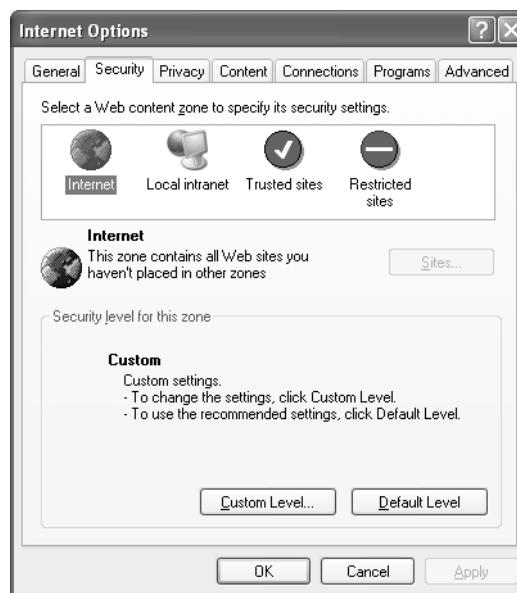 Internet Options
General Security Privacy Content Connections Programs Advanced
Select a Web content zone to specify its security settings.
Internet Local intranet Trusted sites Restricted sites
Internet
This zone contains all Web sites you
haven't placed in other zones
Sites...
Security level for this zone
Custom
Custom settings.
- To change the settings, click Custom Level.
- To use the recommended settings, click Default Level.
Custom Level... Default Level
OK Cancel Apply